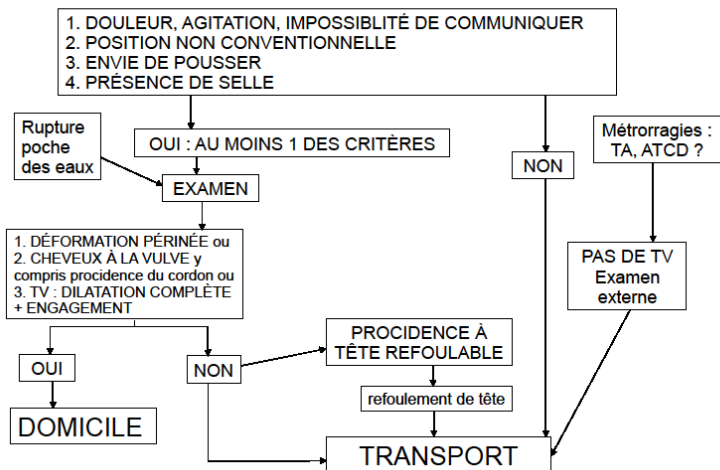 1. DOULEUR, AGITATION, IMPOSSIBLITÉ DE COMMUNIQUER
2. POSITION NON CONVENTIONNELLE
3. ENVIE DE POUSSER
4. PRÉSENCE DE SELLE
Rupture
poche
des eaux
OUI : AU MOINS 1 DES CRITÈRES
NON
Métrorragies :
TA, ATCD ?
EXAMEN
1. DÉFORMATION PÉRINÉE ou
2. CHEVEUX À LA VULVE y
compris procidence du cordon ou
3. TV : DILATATION COMPLÈTE
+ ENGAGEMENT
PAS DE TV
Examen
externe
OUI
NON
PROCIDENCE À
TÊTE REFOULABLE
refoulement de tête
DOMICILE
TRANSPORT